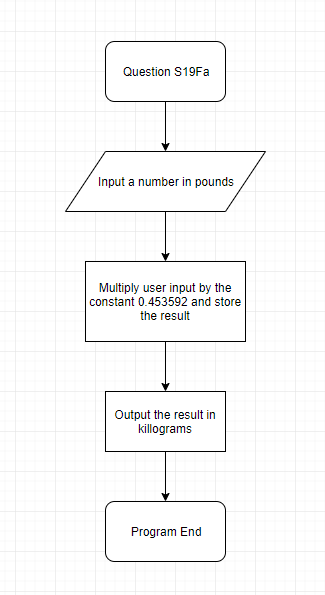 Question S19Fa
Input a number in pounds
Multiply user input by the
constant 0.453592 and store
the result
Output the result in
killograms
Program End